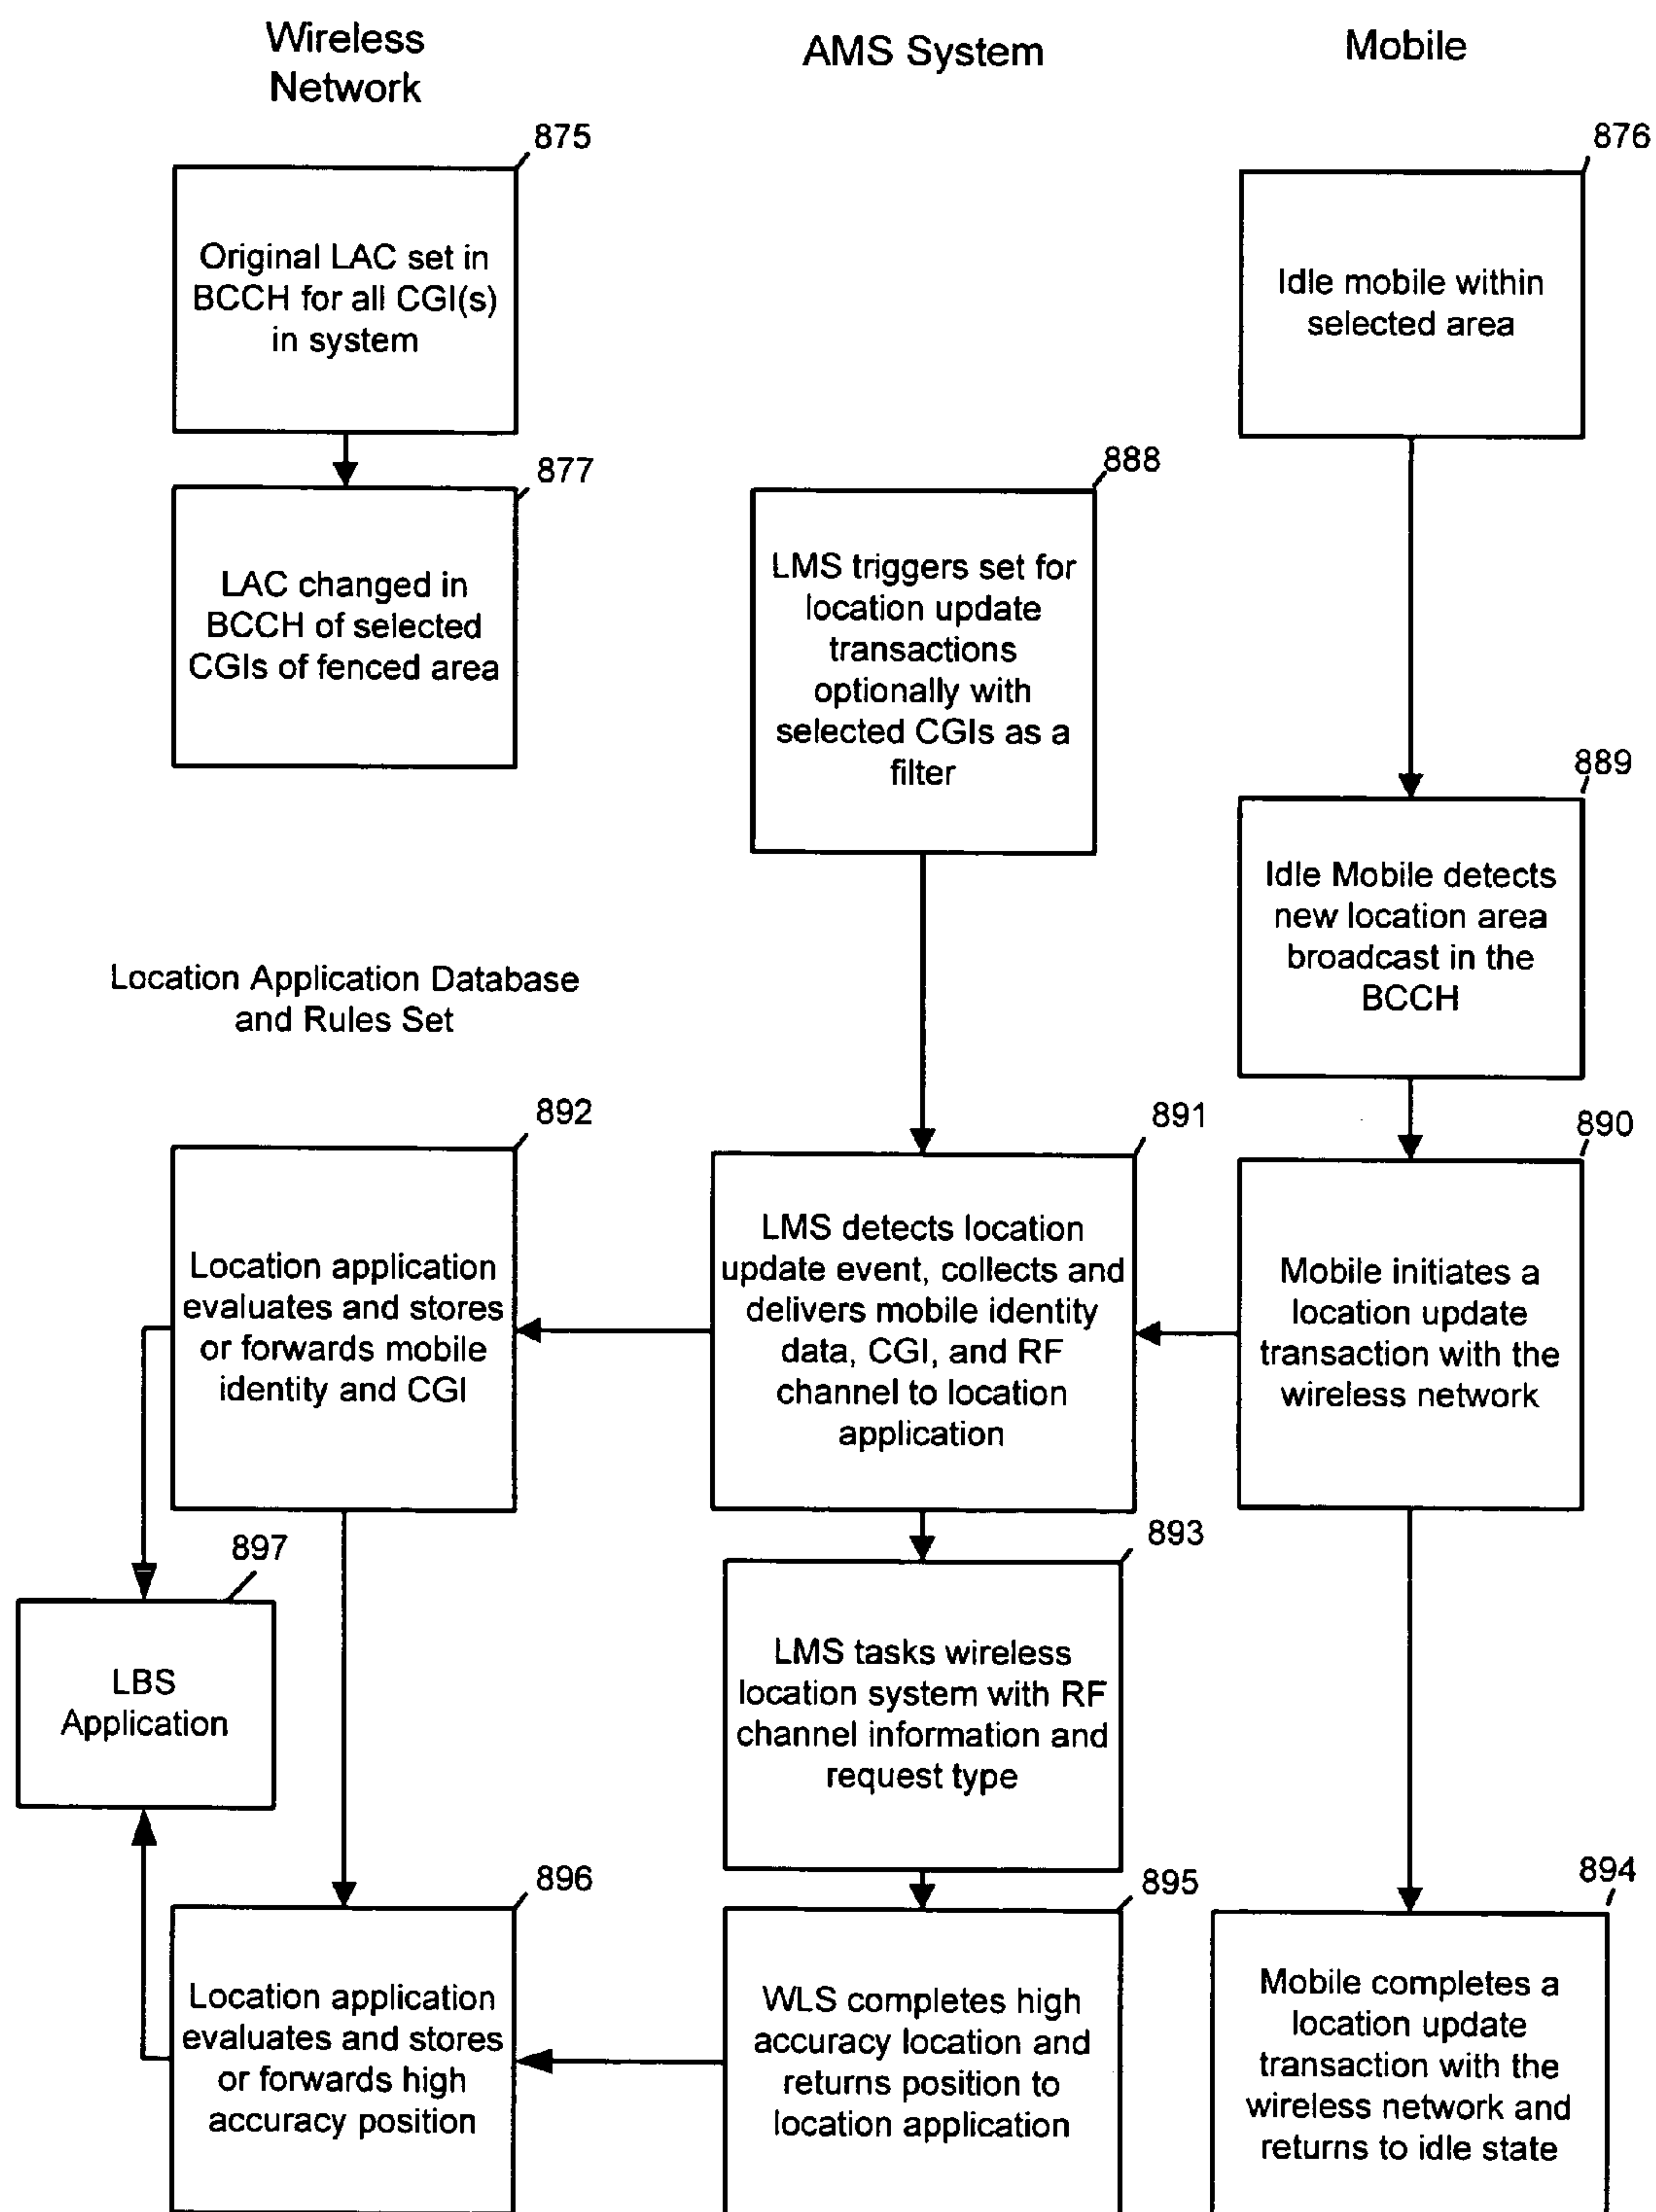 Wireless
Network
AMS System
Mobile
875
Original LAC set in
BCCH for all CGI(s)
in system
876
Idle mobile within
selected area
877
LAC changed in
BCCH of selected
CGIs of fenced area
888
LMS triggers set for
location update
transactions
optionally with
selected CGIs as a
filter
889
Idle Mobile detects
new location area
broadcast in the
BCCH
Location Application Database
and Rules Set
892
Location application
evaluates and stores
or forwards mobile
identity and CGI
891
LMS detects location
update event, collects and
delivers mobile identity
data, CGI, and RF
channel to location
application
890
Mobile initiates a
location update
transaction with the
wireless network
897
LBS
Application
893
LMS tasks wireless
location system with RF
channel information and
request type
896
Location application
evaluates and stores
or forwards high
accuracy position
895
WLS completes high
accuracy location and
returns position to
location application
894
Mobile completes a
location update
transaction with the
wireless network and
returns to idle state